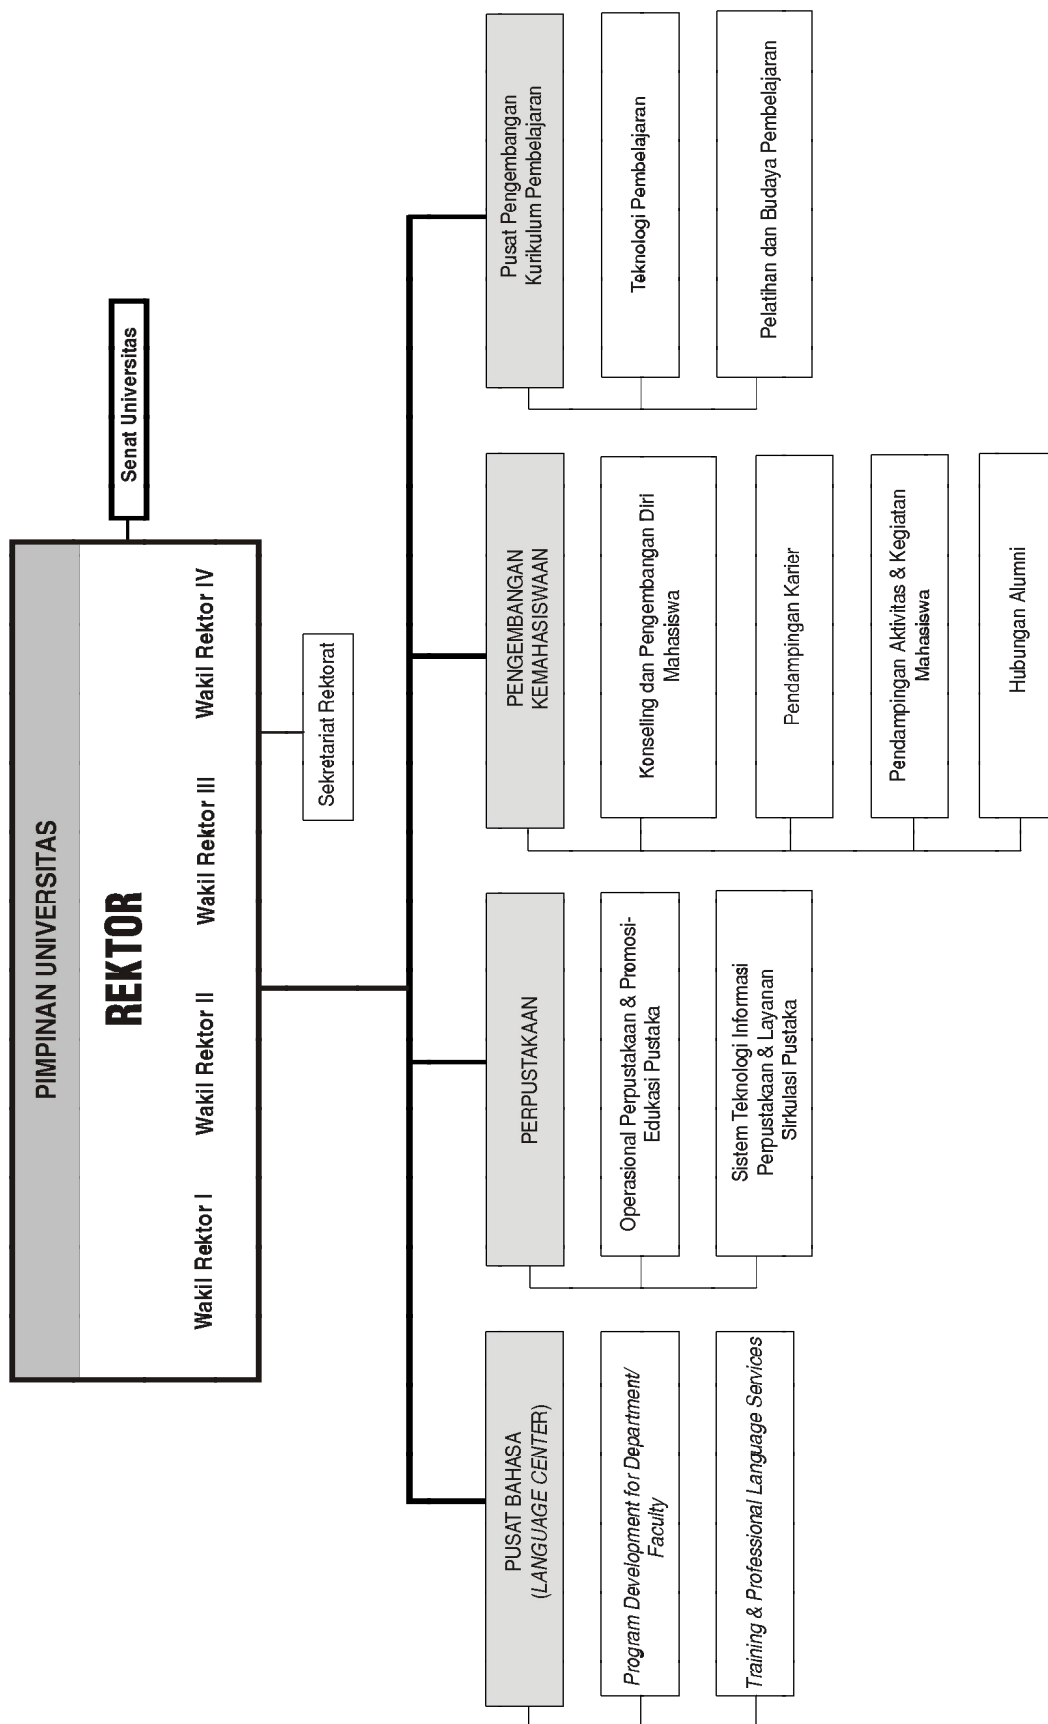 PIMPINAN UNIVERSITAS
REKTOR
Wakil Rektor I
Wakil Rektor II
Wakil Rektor III
Wakil Rektor IV
Senat Universitas
Sekretariat Rektorat
PUSAT BAHASA
(LANGUAGE CENTER)
Program Development for Department/
Faculty
Training & Professional Language Services
PERPUSTAKAAN
Operasional Perpustakaan & Promosi-
Edukasi Pustaka
Sistem Teknologi Informasi
Perpustakaan & Layanan
Sirkulasi Pustaka
PENGEMBANGAN
KEMAHASISWAAN
Konseling dan Pengembangan Diri
Mahasiswa
Pendampingan Karier
Pendampingan Aktivitas & Kegiatan
Mahasiswa
Hubungan Alumni
Pusat Pengembangan
Kurikulum Pembelajaran
Teknologi Pembelajaran
Pelatihan dan Budaya Pembelajaran